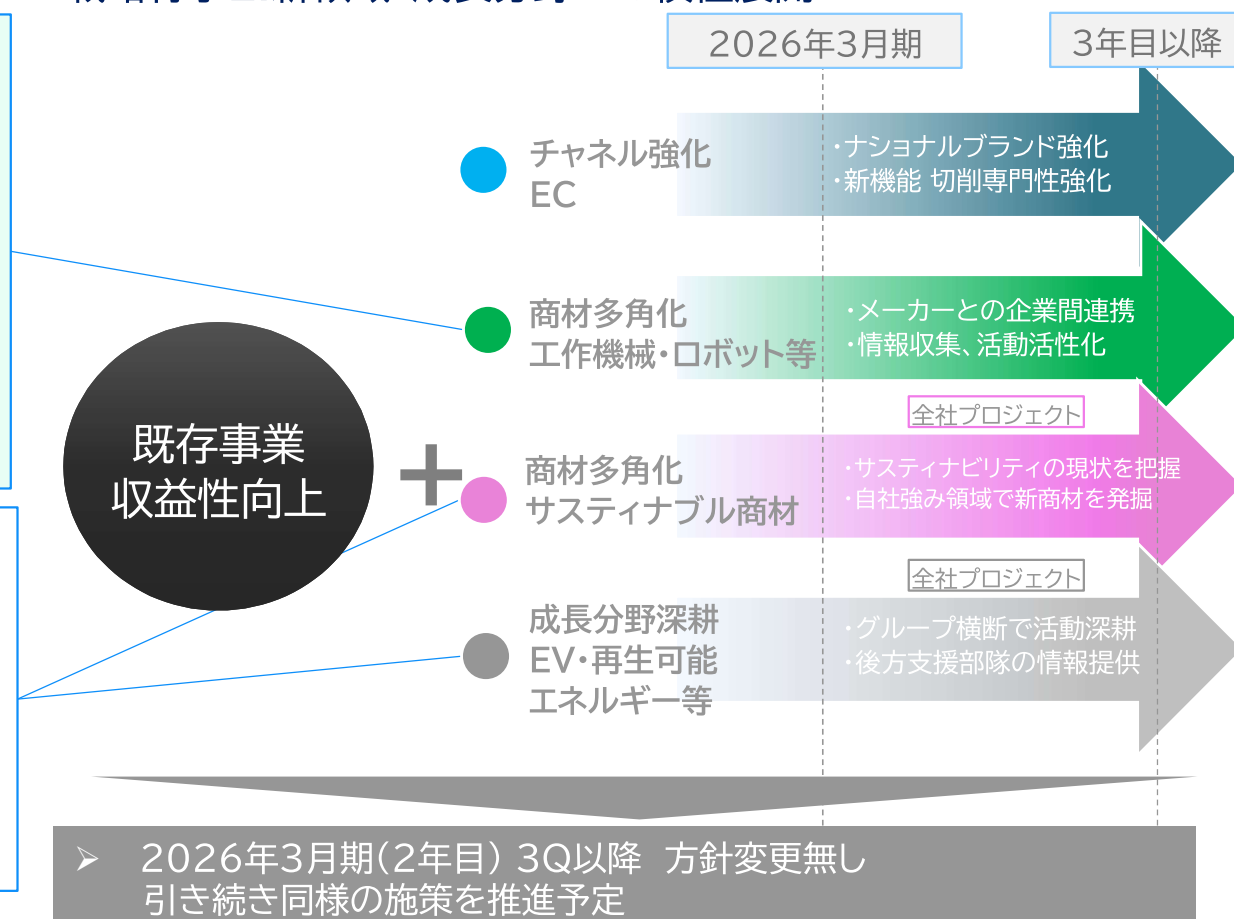 2026年3月期
3年目以降
チャネル強化
EC
・ナショナルブランド強化
・新機能 切削専門性強化
商材多角化
工作機械・ロボット等
・メーカーとの企業間連携
・情報収集、活動活性化
既存事業
収益性向上
+
全社プロジェクト
商材多角化
サスティナブル商材
・サスティナビリティの現状を把握
・自社強み領域で新商材を発掘
全社プロジェクト
成長分野深耕
EV・再生可能
エネルギー等
・グループ横断で活動深耕
・後方支援部隊の情報提供
➢ 2026年3月期(2年目) 3Q以降 方針変更無し
引き続き同様の施策を推進予定